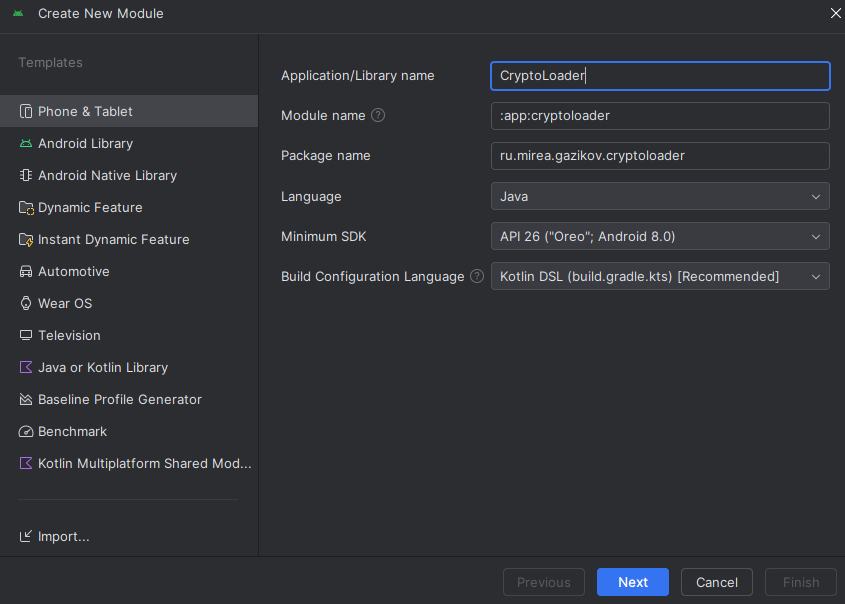 Create New Module
Templates
Phone & Tablet
Android Library
Android Native Library
Dynamic Feature
Instant Dynamic Feature
Automotive
Wear OS
Television
Java or Kotlin Library
Baseline Profile Generator
Benchmark
Kotlin Multiplatform Shared Mod...
Import...
Application/Library name
CryptoLoader
Module name ?
:app:cryptoloader
Package name
ru.mirea.gazikov.cryptoloader
Language
Java
Minimum SDK
API 26 ("Oreo"; Android 8.0)
Build Configuration Language ?
Kotlin DSL (build.gradle.kts) [Recommended]
Previous
Next
Cancel
Finish